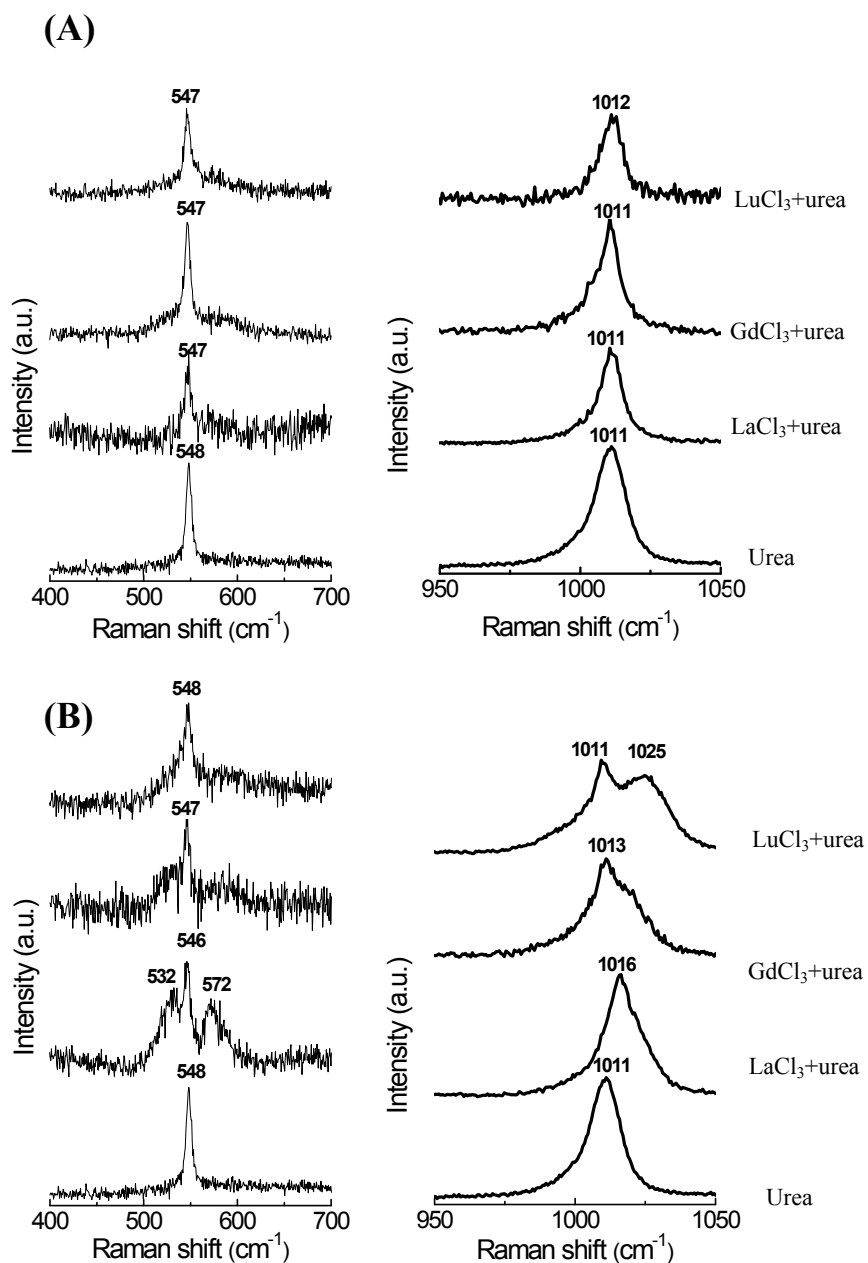 (A)
547
547
547
548
Intensity (a.u.)
400 500 600 700
Raman shift (cm⁻¹)
1012
1011
1011
1011
LuCl₃+urea
GdCl₃+urea
LaCl₃+urea
Urea
Intensity (a.u.)
950 1000 1050
Raman shift (cm⁻¹)
(B)
548
547
546
532 572
548
Intensity (a.u.)
400 500 600 700
Raman shift (cm⁻¹)
1011 1025
1013
1016
1011
LuCl₃+urea
GdCl₃+urea
LaCl₃+urea
Urea
Intensity (a.u.)
950 1000 1050
Raman shift (cm⁻¹)